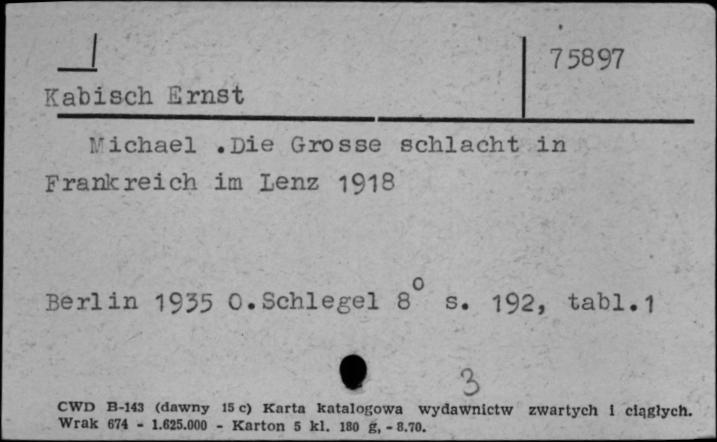 75897
Kabisch Ernst
Michael .Die Grosse schlacht in
Frankreich im Lenz 1918
Berlin 1935 O.Schlegel 8° s. 192, tabl.1
3
CWD B-143 (dawny 15 c) Karta katalogowa wydawnictw zwartych i ciągłych.
Wrak 674 - 1.625.000 - Karton 5 kl. 180 g, - 8.70.